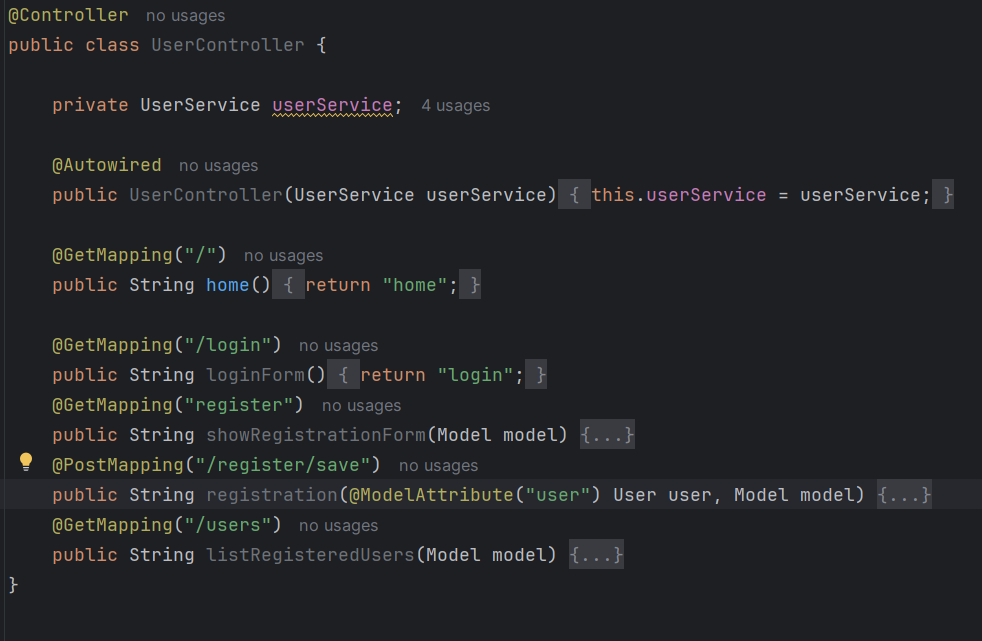 @Controller no usages
public class UserController {
private UserService userService; 4 usages
@Autowired no usages
public UserController(UserService userService) { this.userService = userService; }
@GetMapping("/") no usages
public String home() { return "home"; }
@GetMapping("/login") no usages
public String loginForm() { return "login"; }
@GetMapping("register") no usages
public String showRegistrationForm(Model model) {...}
@PostMapping("/register/save") no usages
public String registration(@ModelAttribute("user") User user, Model model) {...}
@GetMapping("/users") no usages
public String listRegisteredUsers(Model model) {...}
}